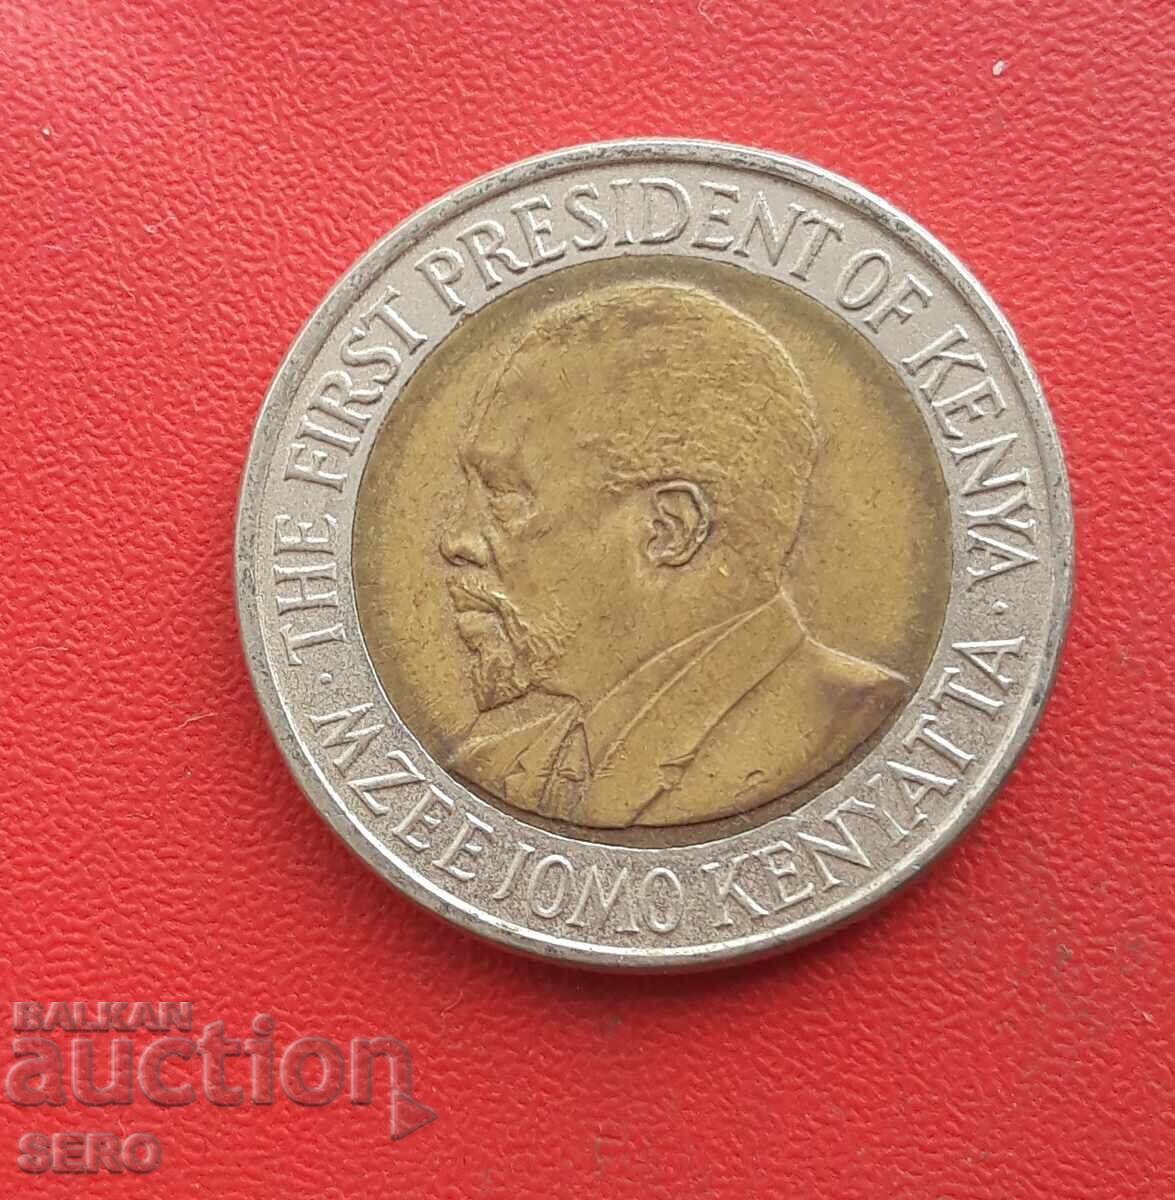 THE FIRST PRESIDENT OF KENYA
· MZEE JOMO KENYATTA ·
BALKAN
auction
SERO